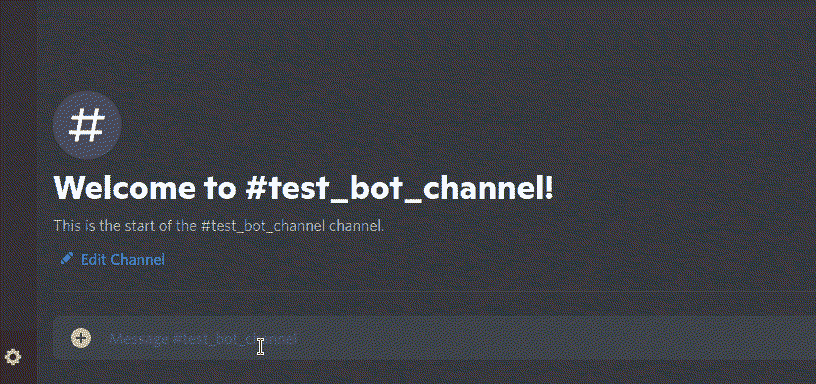 #
Welcome to #test_bot_channel!
This is the start of the #test_bot_channel channel.
Edit Channel
Message #test_bot_channel